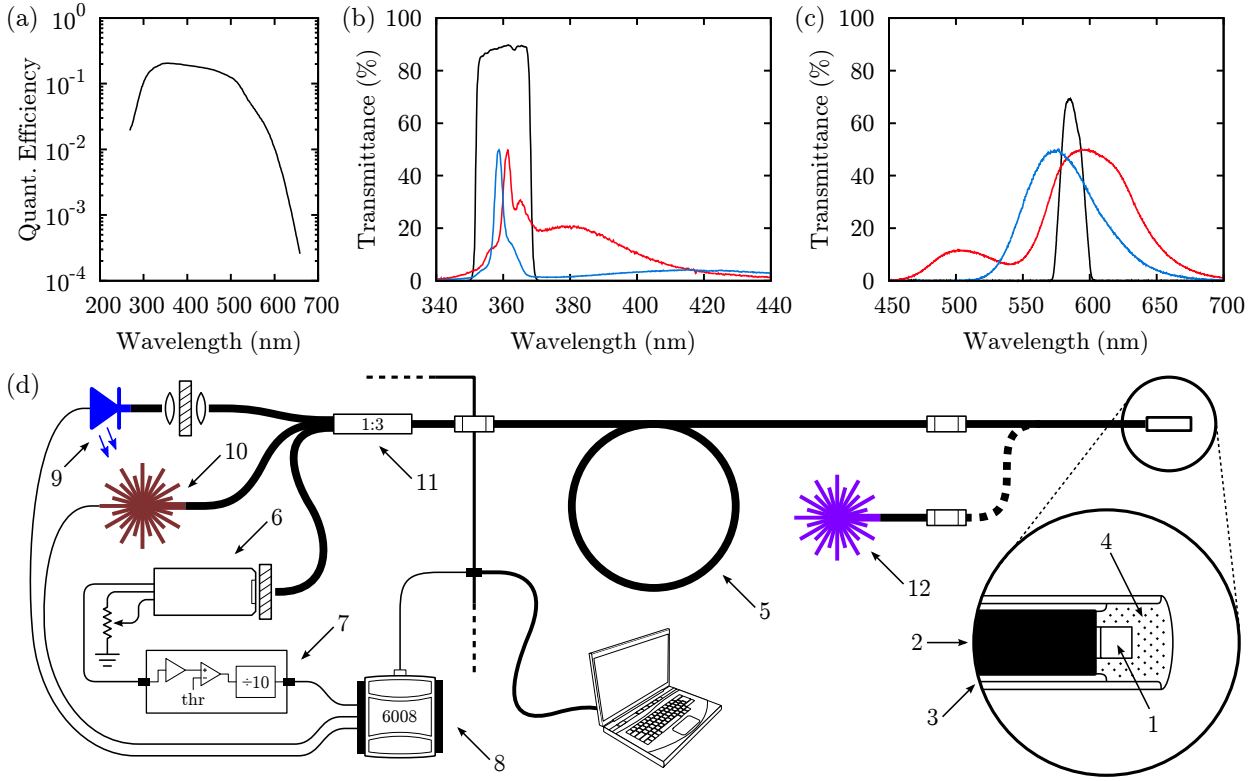 (a)
Quant. Efficiency
10^0
10^-1
10^-2
10^-3
10^-4
200 300 400 500 600 700
Wavelength (nm)
(b)
Transmittance (%)
100
80
60
40
20
0
340 360 380 400 420 440
Wavelength (nm)
(c)
Transmittance (%)
100
80
60
40
20
0
450 500 550 600 650 700
Wavelength (nm)
(d)
1:3
9
10
11
6
5
12
4
7
2
÷10
thr
6008
3
1
8